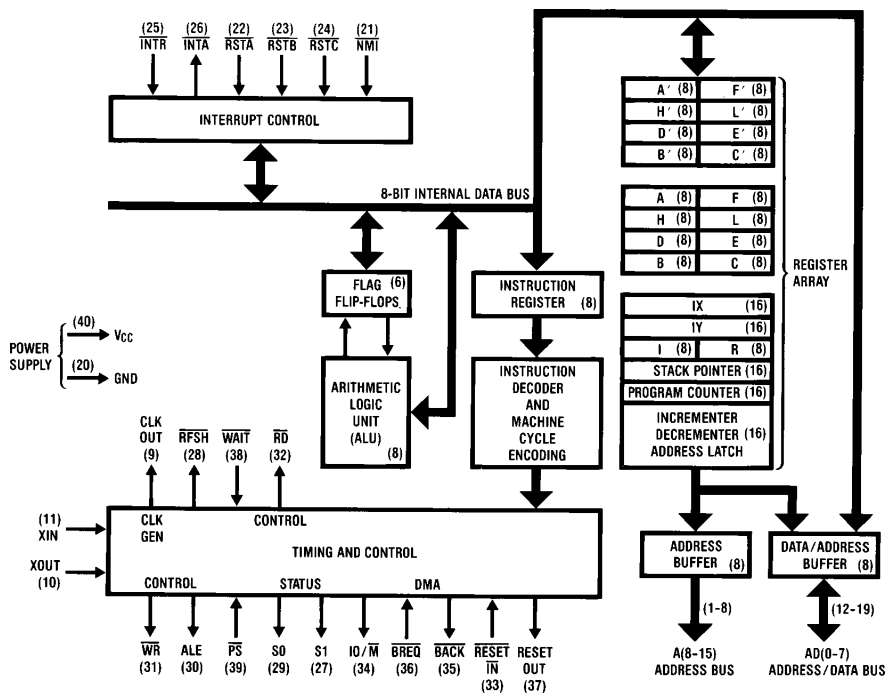 (25) (26) (22) (23) (24) (21)
INTR INTA RSTA RSTB RSTC NMI
INTERRUPT CONTROL
8-BIT INTERNAL DATA BUS
A′ (8) F′ (8)
H′ (8) L′ (8)
D′ (8) E′ (8)
B′ (8) C′ (8)
A (8) F (8)
H (8) L (8)
D (8) E (8)
B (8) C (8)
IX (16)
IY (16)
I (8) R (8)
STACK POINTER (16)
PROGRAM COUNTER (16)
INCREMENTER
DECREMENTER (16)
ADDRESS LATCH
REGISTER
ARRAY
FLAG (6)
FLIP-FLOPS.
INSTRUCTION
REGISTER (8)
ARITHMETIC
LOGIC
UNIT
(ALU) (8)
INSTRUCTION
DECODER
AND
MACHINE
CYCLE
ENCODING
POWER
SUPPLY
(40) VCC
(20) GND
CLK
OUT RFSH WAIT RD
(9) (28) (38) (32)
(11)
XIN
XOUT
(10)
CLK
GEN
CONTROL
TIMING AND CONTROL
CONTROL STATUS DMA
WR ALE PS S0 S1 IO/M BREQ BACK RESET RESET
IN OUT
(31) (30) (39) (29) (27) (34) (36) (35) (33) (37)
ADDRESS
BUFFER (8)
DATA/ADDRESS
BUFFER (8)
(1-8) (12-19)
A(8-15)
ADDRESS BUS
AD(0-7)
ADDRESS/DATA BUS